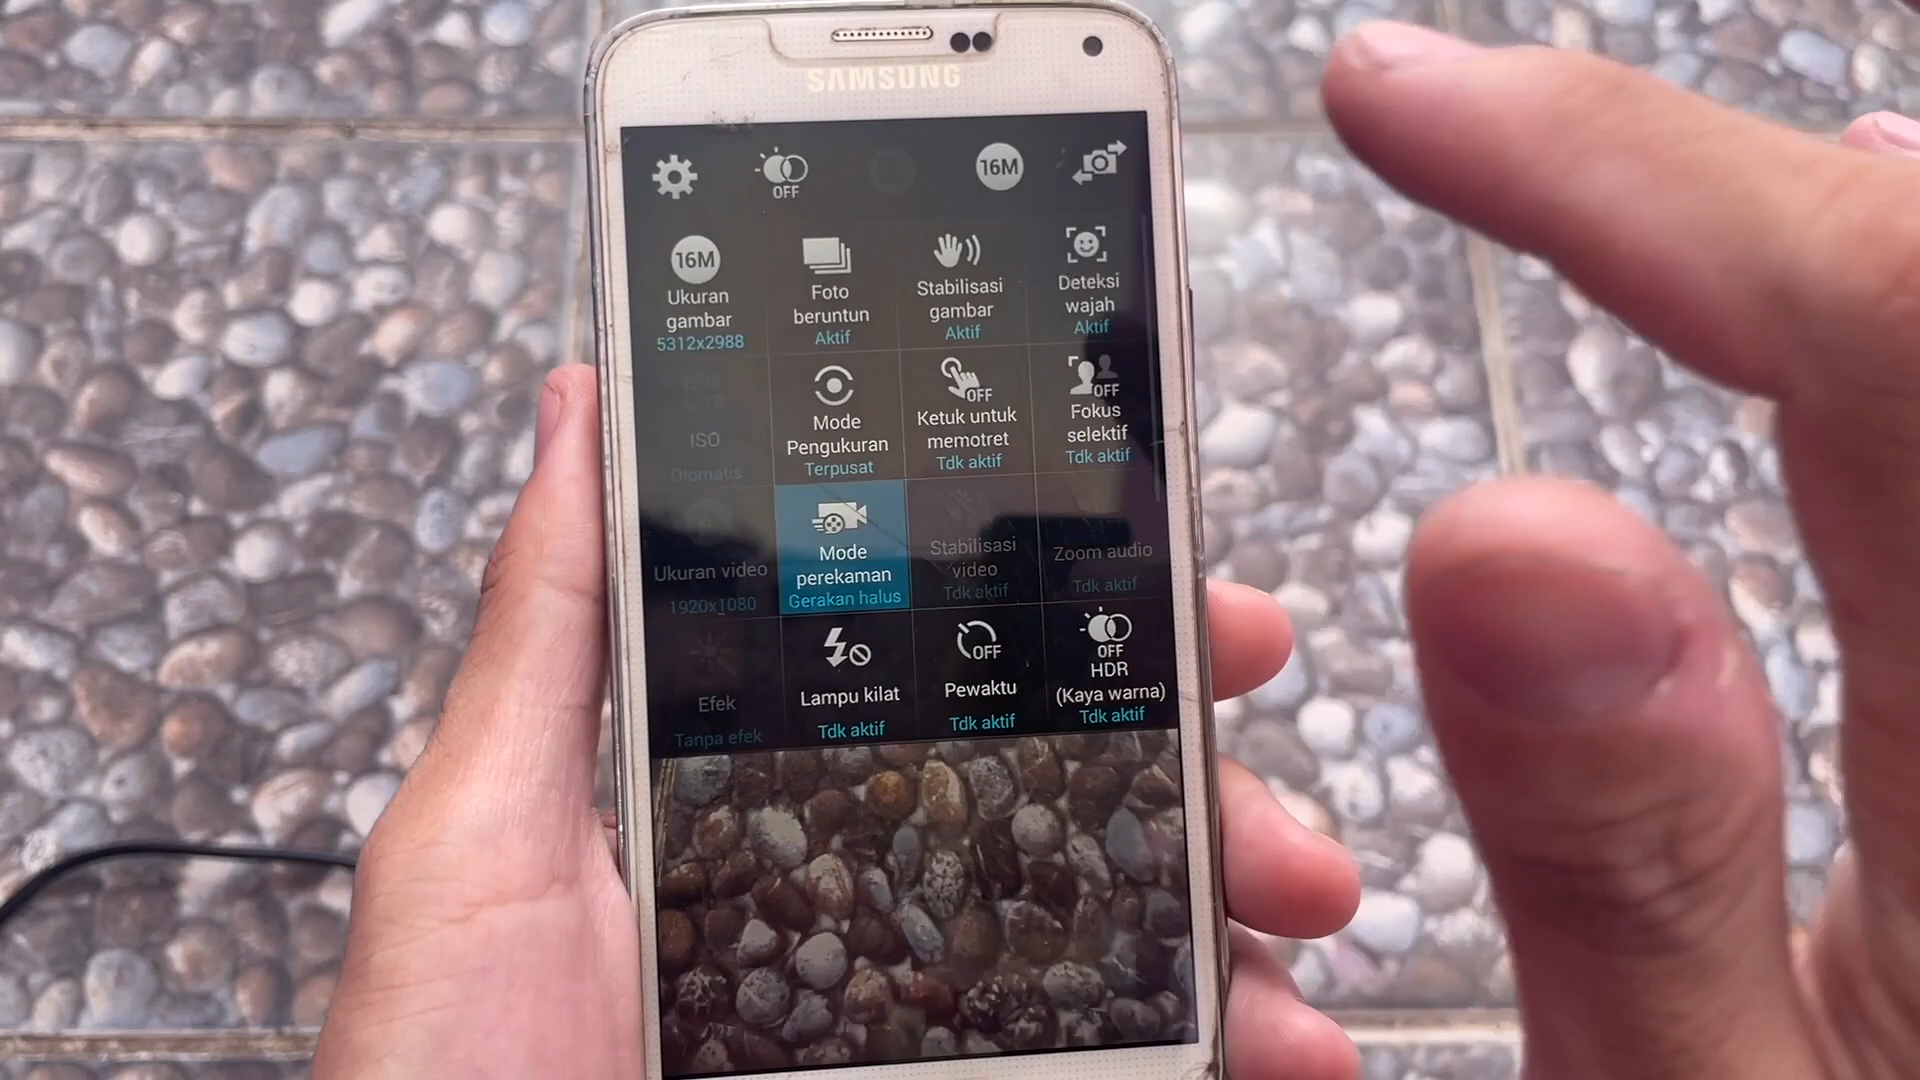 SAMSUNG
OFF
16M
16M
Ukuran
gambar
5312x2988
Foto
beruntun
Aktif
Stabilisasi
gambar
Aktif
Deteksi
wajah
Aktif
ISO
Otomatis
Mode
Pengukuran
Terpusat
OFF
Ketuk untuk
memotret
Tdk aktif
OFF
Fokus
selektif
Tdk aktif
Ukuran video
1920x1080
Mode
perekaman
Gerakan halus
Stabilisasi
video
Tdk aktif
Zoom audio
Tdk aktif
Efek
Tanpa efek
Lampu kilat
Tdk aktif
OFF
Pewaktu
Tdk aktif
OFF
HDR
(Kaya warna)
Tdk aktif